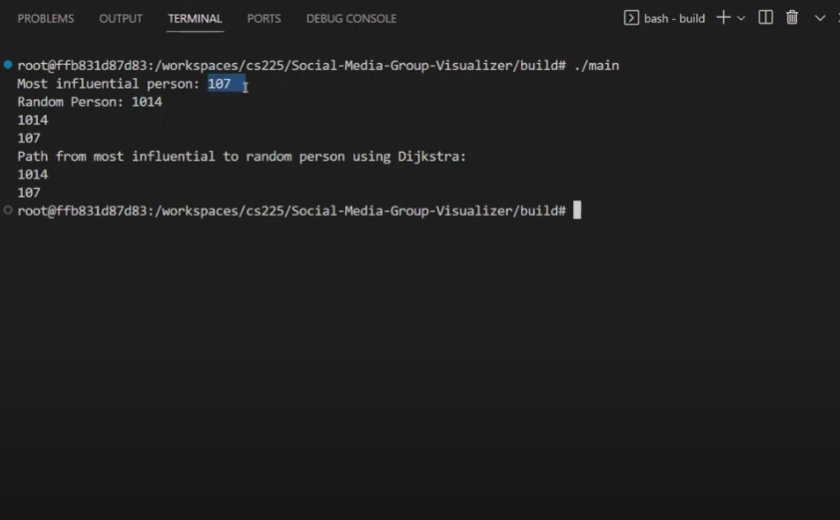 PROBLEMS OUTPUT TERMINAL PORTS DEBUG CONSOLE bash - build
root@ffb831d87d83:/workspaces/cs225/Social-Media-Group-Visualizer/build# ./main
Most influential person: 107
Random Person: 1014
1014
107
Path from most influential to random person using Dijkstra:
1014
107
root@ffb831d87d83:/workspaces/cs225/Social-Media-Group-Visualizer/build#